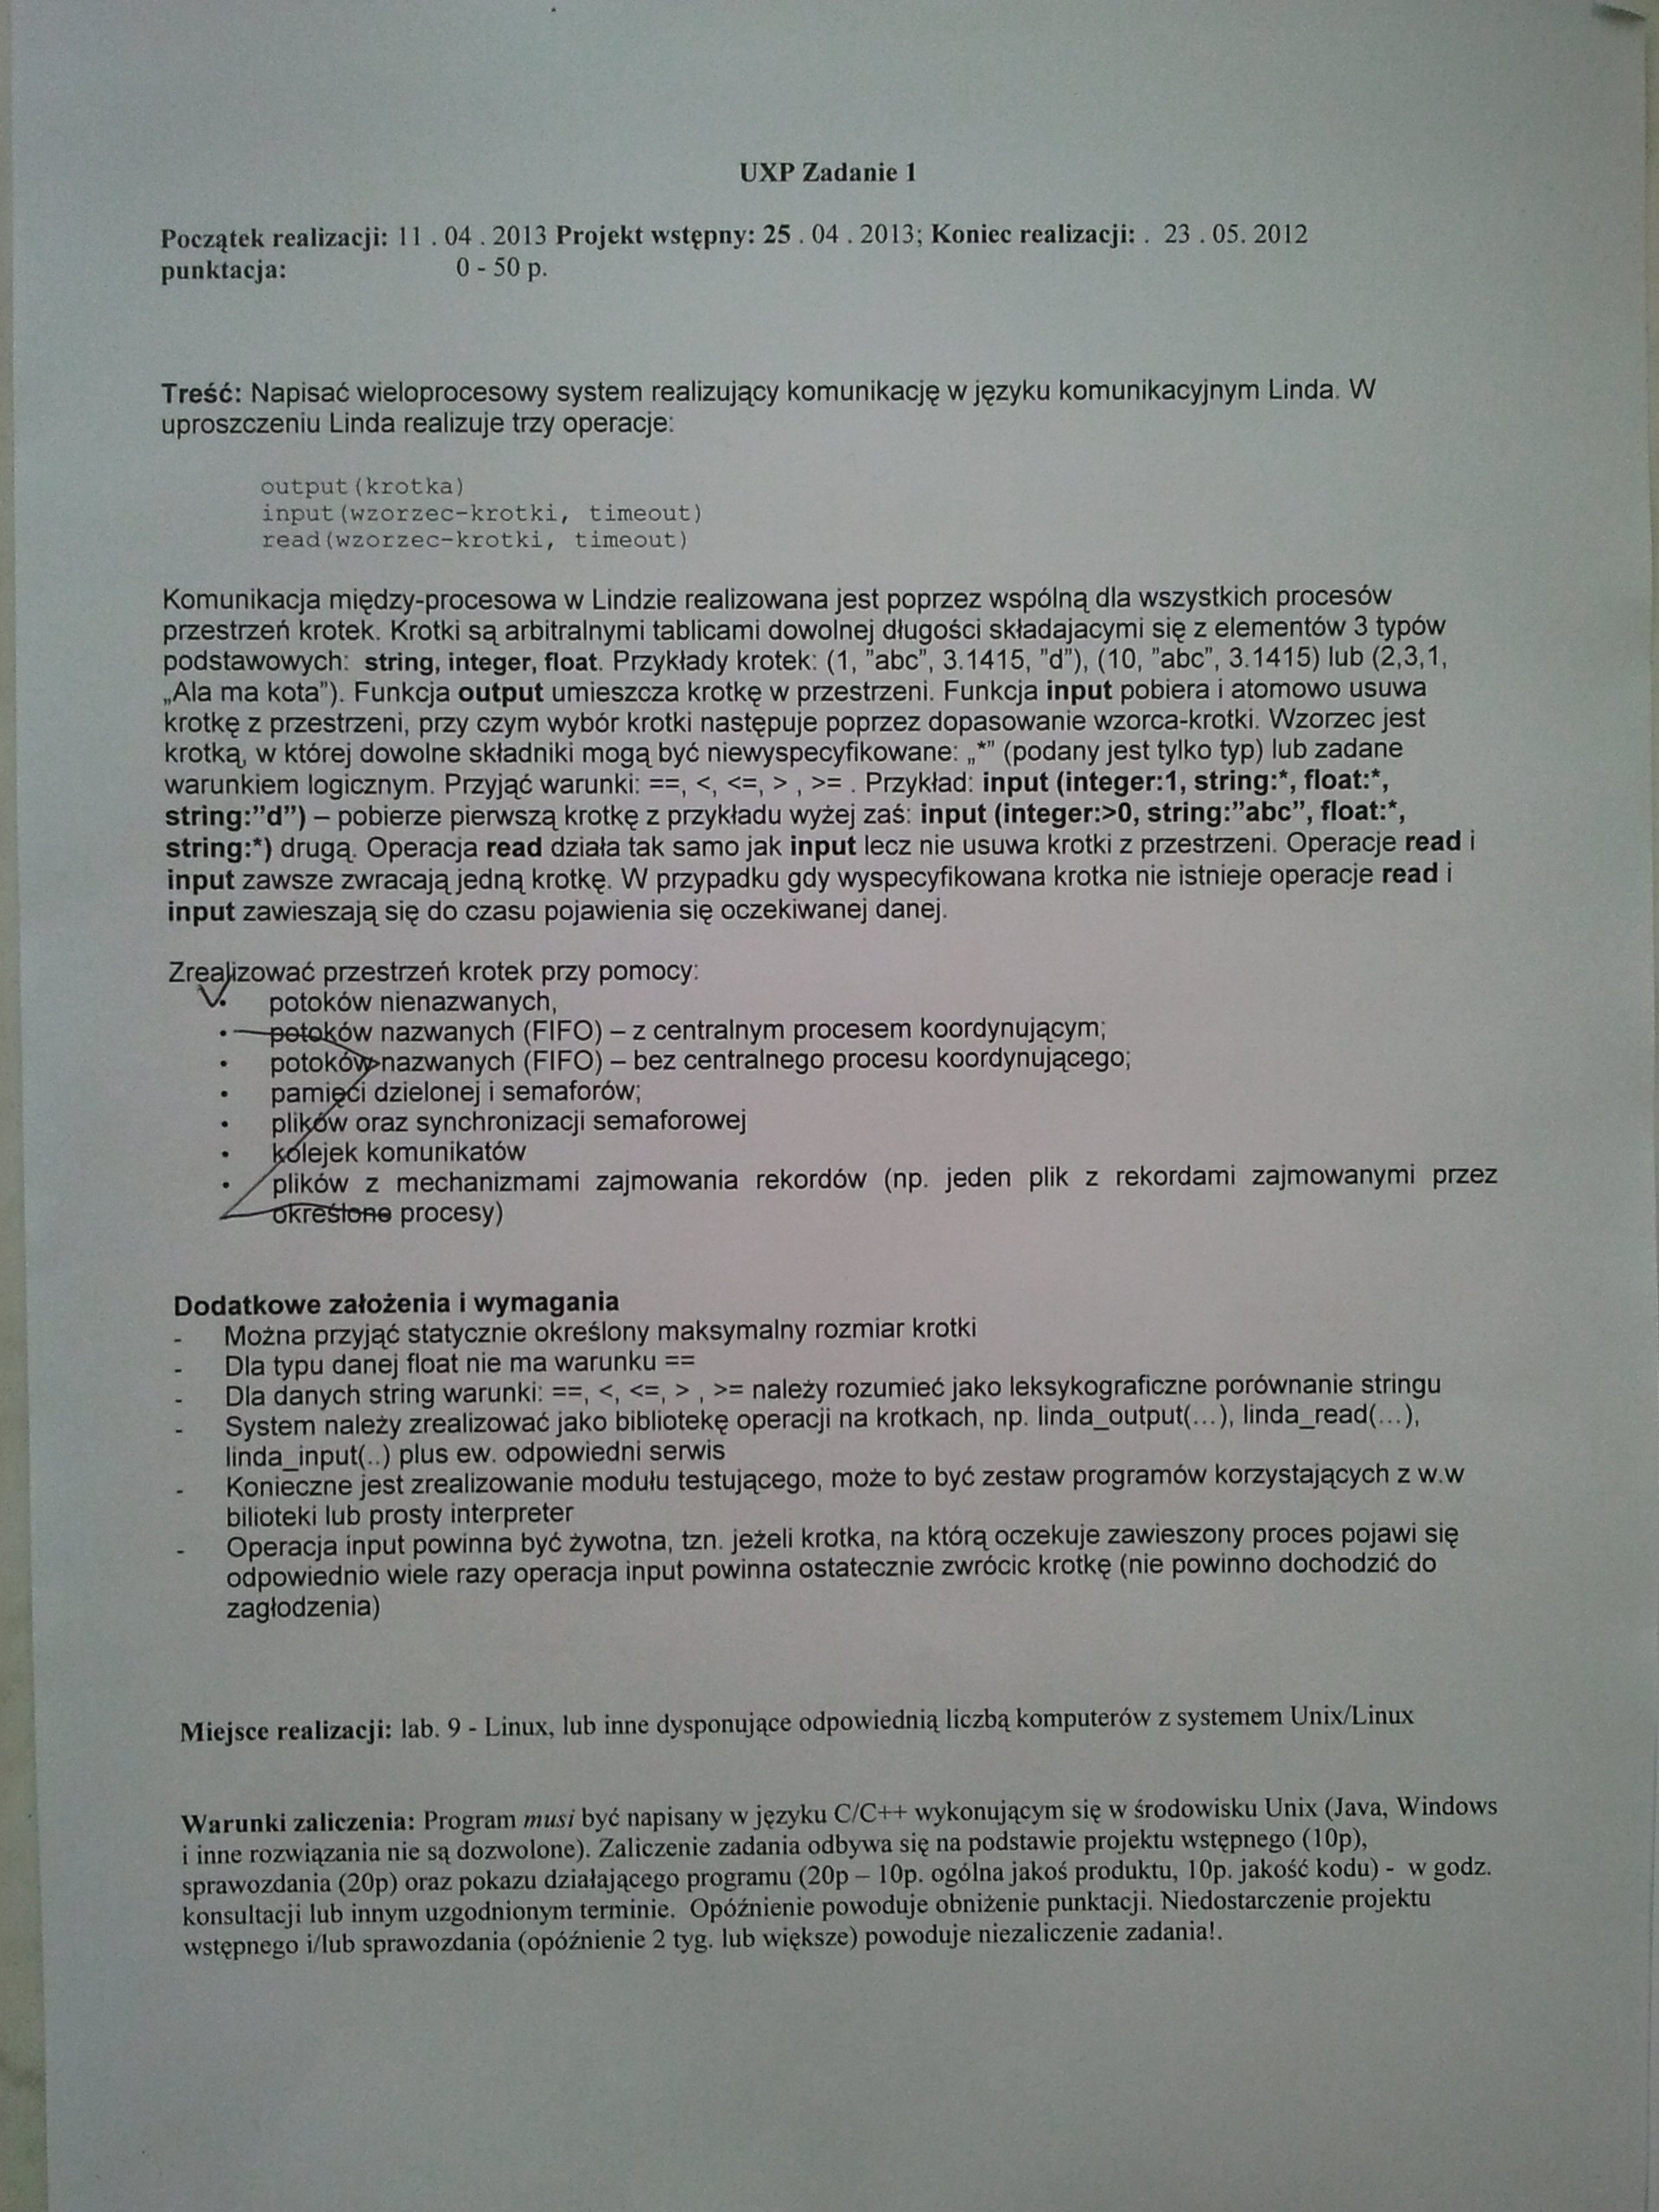 UXP Zadanie 1
Początek realizacji: 11 . 04 . 2013 Projekt wstępny: 25 . 04 . 2013; Koniec realizacji: . 23 . 05. 2012
punktacja: 0 - 50 p.
Treść: Napisać wieloprocesowy system realizujący komunikację w języku komunikacyjnym Linda. W
uproszczeniu Linda realizuje trzy operacje:
output(krotka)
input(wzorzec-krotki, timeout)
read(wzorzec-krotki, timeout)
Komunikacja między-procesowa w Lindzie realizowana jest poprzez wspólną dla wszystkich procesów
przestrzeń krotek. Krotki są arbitralnymi tablicami dowolnej długości składajacymi się z elementów 3 typów
podstawowych: string, integer, float. Przykłady krotek: (1, ”abc”, 3.1415, ”d”), (10, ”abc”, 3.1415) lub (2,3,1,
„Ala ma kota”). Funkcja output umieszcza krotkę w przestrzeni. Funkcja input pobiera i atomowo usuwa
krotkę z przestrzeni, przy czym wybór krotki następuje poprzez dopasowanie wzorca-krotki. Wzorzec jest
krotką, w której dowolne składniki mogą być niewyspecyfikowane: „*” (podany jest tylko typ) lub zadane
warunkiem logicznym. Przyjąć warunki: ==, <, <=, > , >= . Przykład: input (integer:1, string:*, float:*,
string:”d”) – pobierze pierwszą krotkę z przykładu wyżej zaś: input (integer:>0, string:”abc”, float:*,
string:*) drugą. Operacja read działa tak samo jak input lecz nie usuwa krotki z przestrzeni. Operacje read i
input zawsze zwracają jedną krotkę. W przypadku gdy wyspecyfikowana krotka nie istnieje operacje read i
input zawieszają się do czasu pojawienia się oczekiwanej danej.
Zrealizować przestrzeń krotek przy pomocy:
• potoków nienazwanych,
• potoków nazwanych (FIFO) – z centralnym procesem koordynującym;
• potoków nazwanych (FIFO) – bez centralnego procesu koordynującego;
• pamięci dzielonej i semaforów;
• plików oraz synchronizacji semaforowej
• kolejek komunikatów
• plików z mechanizmami zajmowania rekordów (np. jeden plik z rekordami zajmowanymi przez
określone procesy)
Dodatkowe założenia i wymagania
- Można przyjąć statycznie określony maksymalny rozmiar krotki
- Dla typu danej float nie ma warunku ==
- Dla danych string warunki: ==, <, <=, > , >= należy rozumieć jako leksykograficzne porównanie stringu
- System należy zrealizować jako bibliotekę operacji na krotkach, np. linda_output(...), linda_read(...),
linda_input(..) plus ew. odpowiedni serwis
- Konieczne jest zrealizowanie modułu testującego, może to być zestaw programów korzystających z w.w
bilioteki lub prosty interpreter
- Operacja input powinna być żywotna, tzn. jeżeli krotka, na którą oczekuje zawieszony proces pojawi się
odpowiednio wiele razy operacja input powinna ostatecznie zwrócic krotkę (nie powinno dochodzić do
zagłodzenia)
Miejsce realizacji: lab. 9 - Linux, lub inne dysponujące odpowiednią liczbą komputerów z systemem Unix/Linux
Warunki zaliczenia: Program musi być napisany w języku C/C++ wykonującym się w środowisku Unix (Java, Windows
i inne rozwiązania nie są dozwolone). Zaliczenie zadania odbywa się na podstawie projektu wstępnego (10p),
sprawozdania (20p) oraz pokazu działającego programu (20p – 10p. ogólna jakoś produktu, 10p. jakość kodu) - w godz.
konsultacji lub innym uzgodnionym terminie. Opóźnienie powoduje obniżenie punktacji. Niedostarczenie projektu
wstępnego i/lub sprawozdania (opóźnienie 2 tyg. lub większe) powoduje niezaliczenie zadania!.